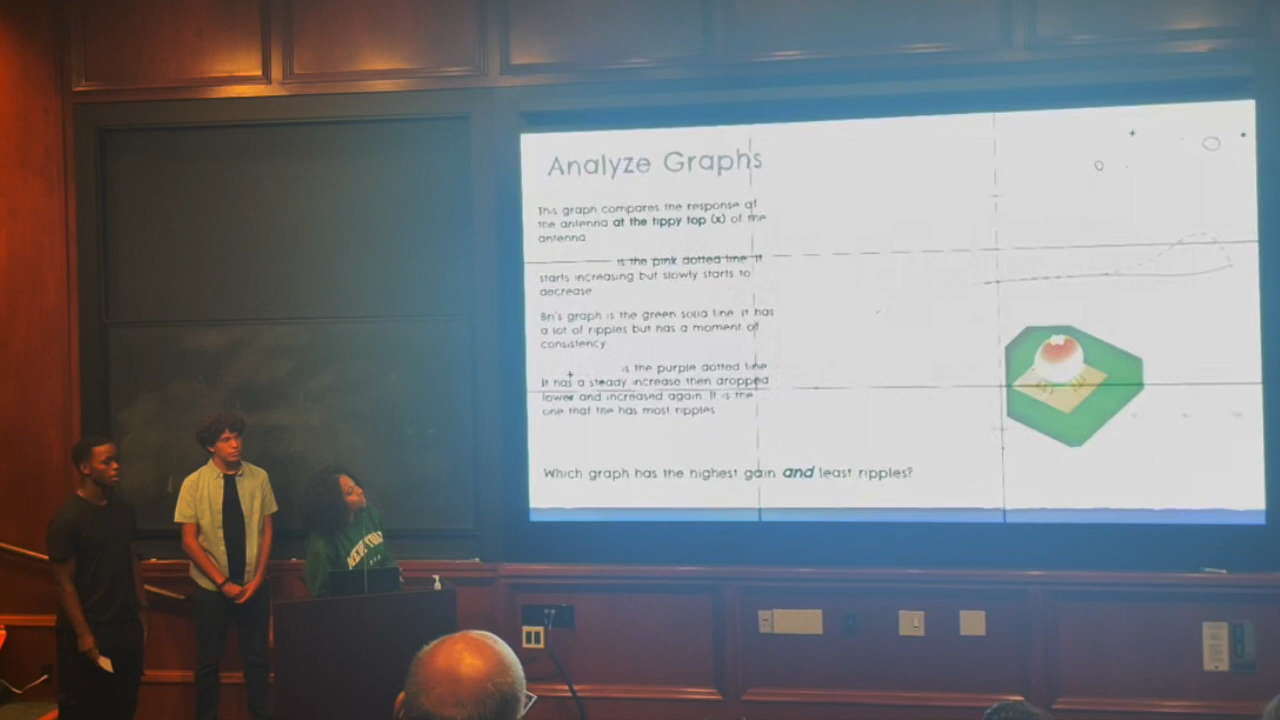 Analyze Graphs
This graph compares the response of
the antenna at the tippy top (x) of the
antenna
is the pink dotted line. It
starts increasing but slowly starts to
decrease
Bri's graph is the green solid line. It has
a lot of ripples but has a moment of
consistency
is the purple dotted line
It has a steady increase then dropped
lower and increased again. It is the
one that the has most ripples
Which graph has the highest gain and least ripples?
NEW YORK